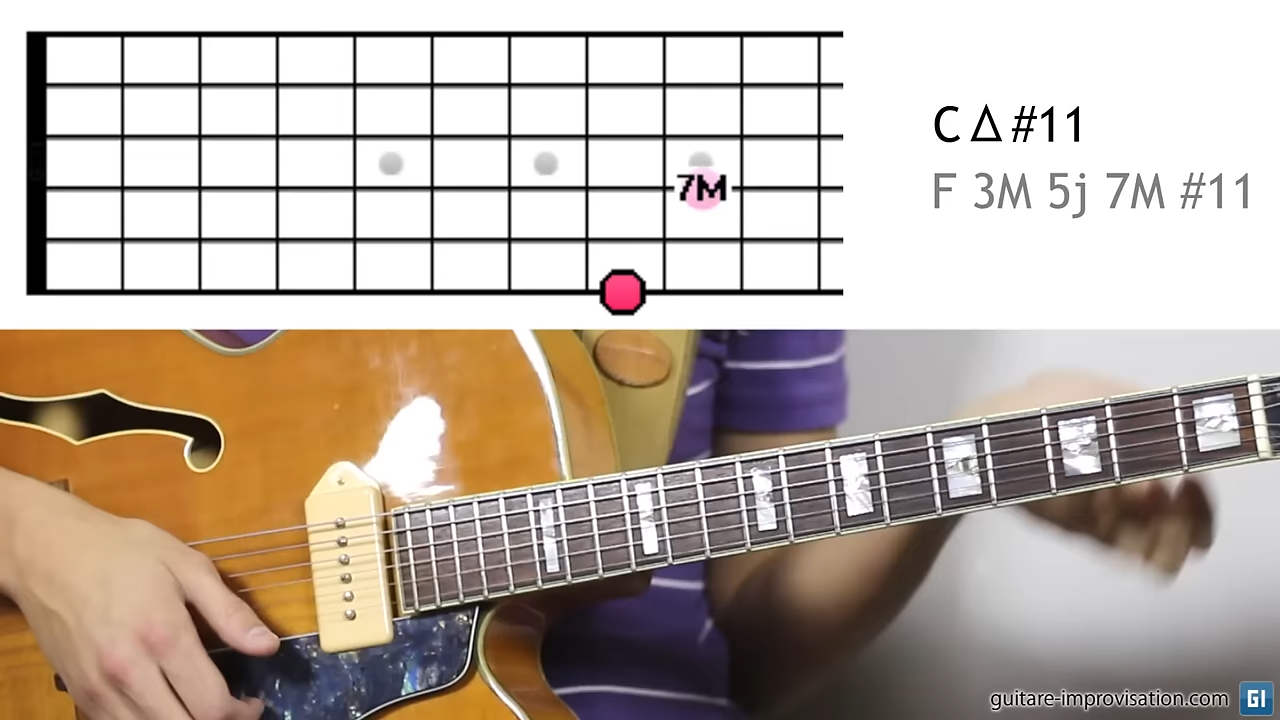 C Δ #11
F 3M 5j 7M #11
7M
guitare-improvisation.com GI